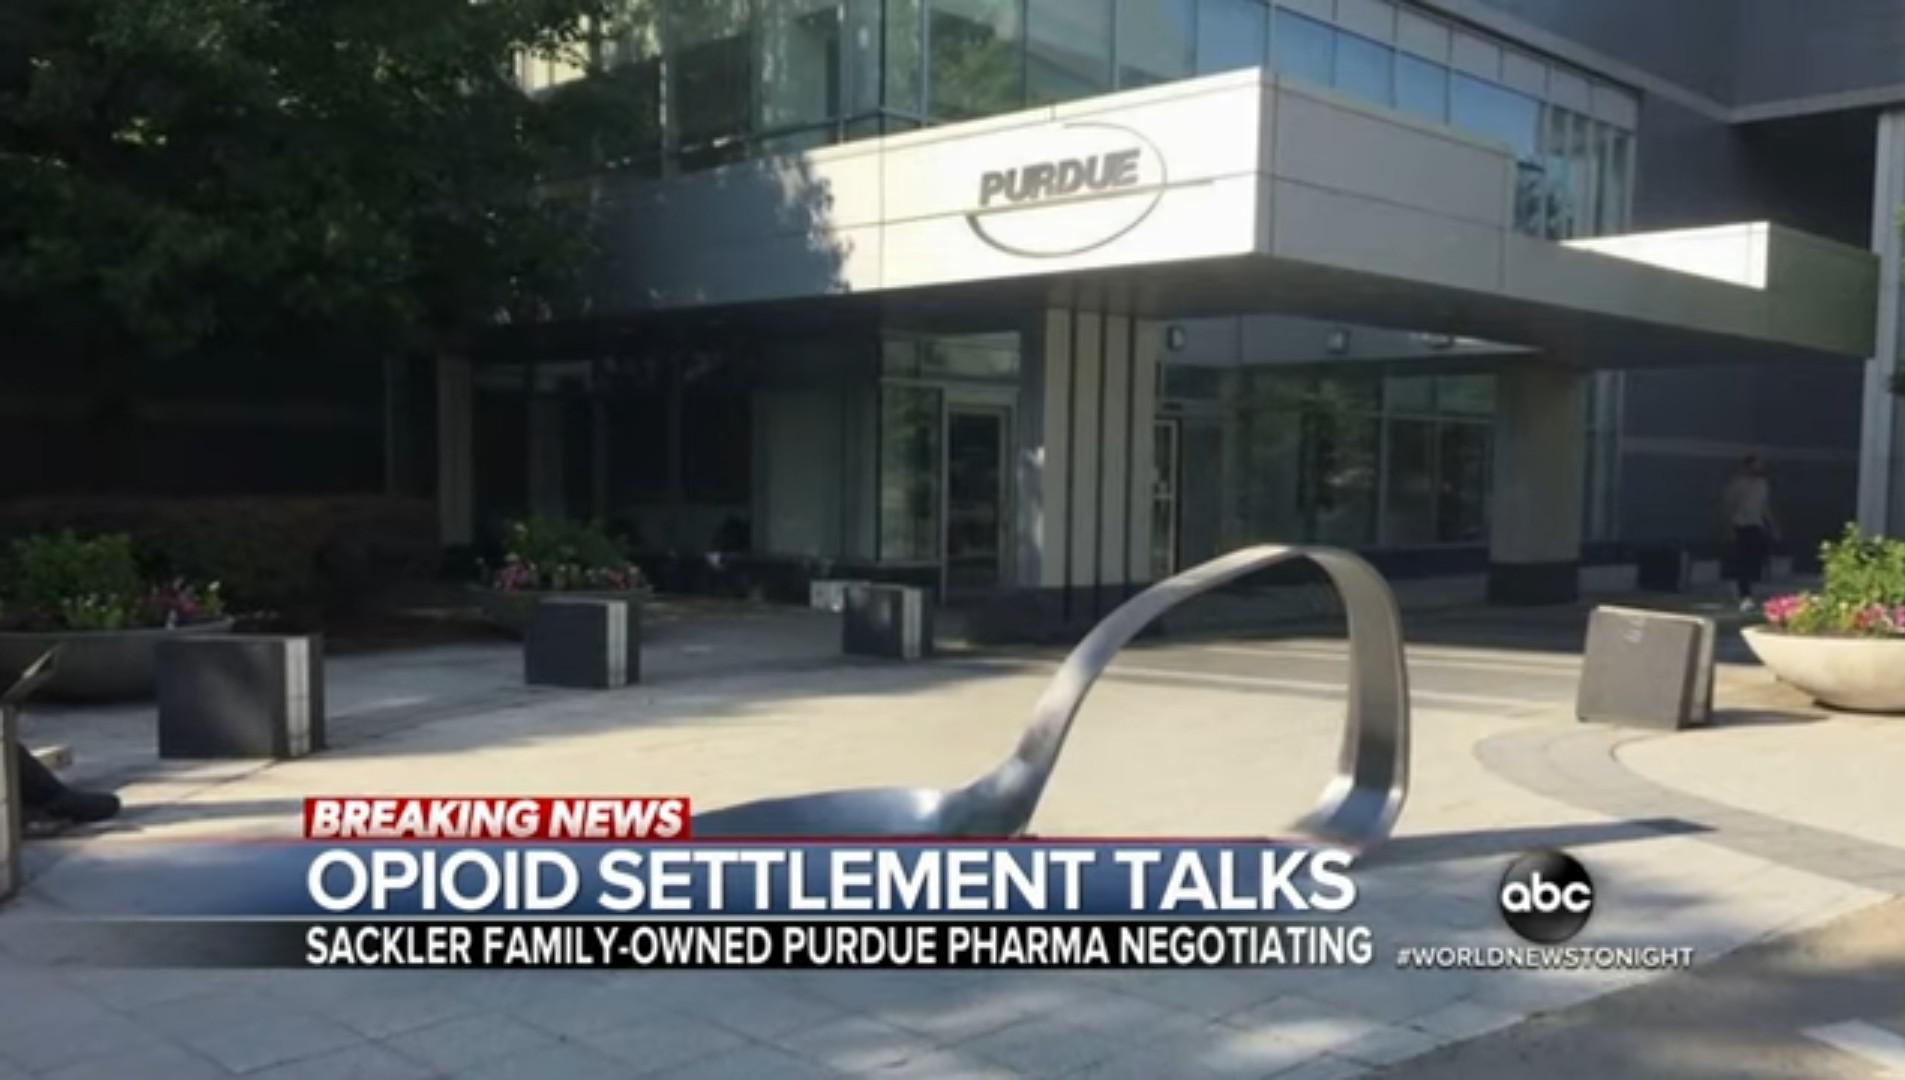 PURDUE
BREAKING NEWS
OPIOID SETTLEMENT TALKS
SACKLER FAMILY-OWNED PURDUE PHARMA NEGOTIATING
abc
#WORLDNEWSTONIGHT